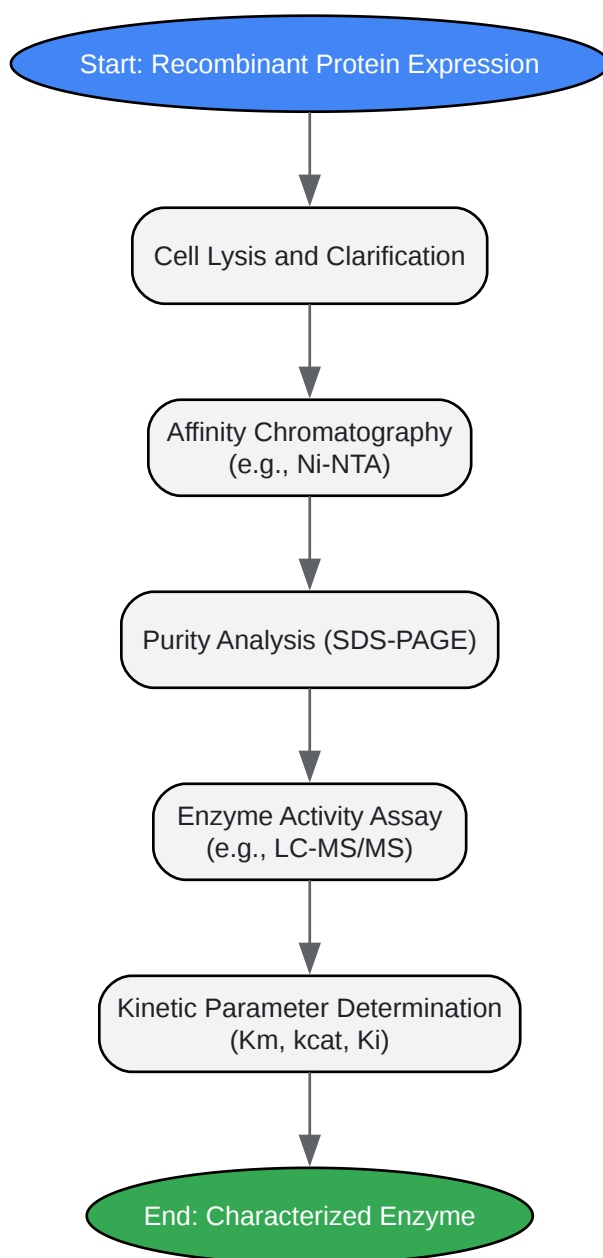 Start: Recombinant Protein Expression
Cell Lysis and Clarification
Affinity Chromatography
(e.g., Ni-NTA)
Purity Analysis (SDS-PAGE)
Enzyme Activity Assay
(e.g., LC-MS/MS)
Kinetic Parameter Determination
(Km, kcat, Ki)
End: Characterized Enzyme